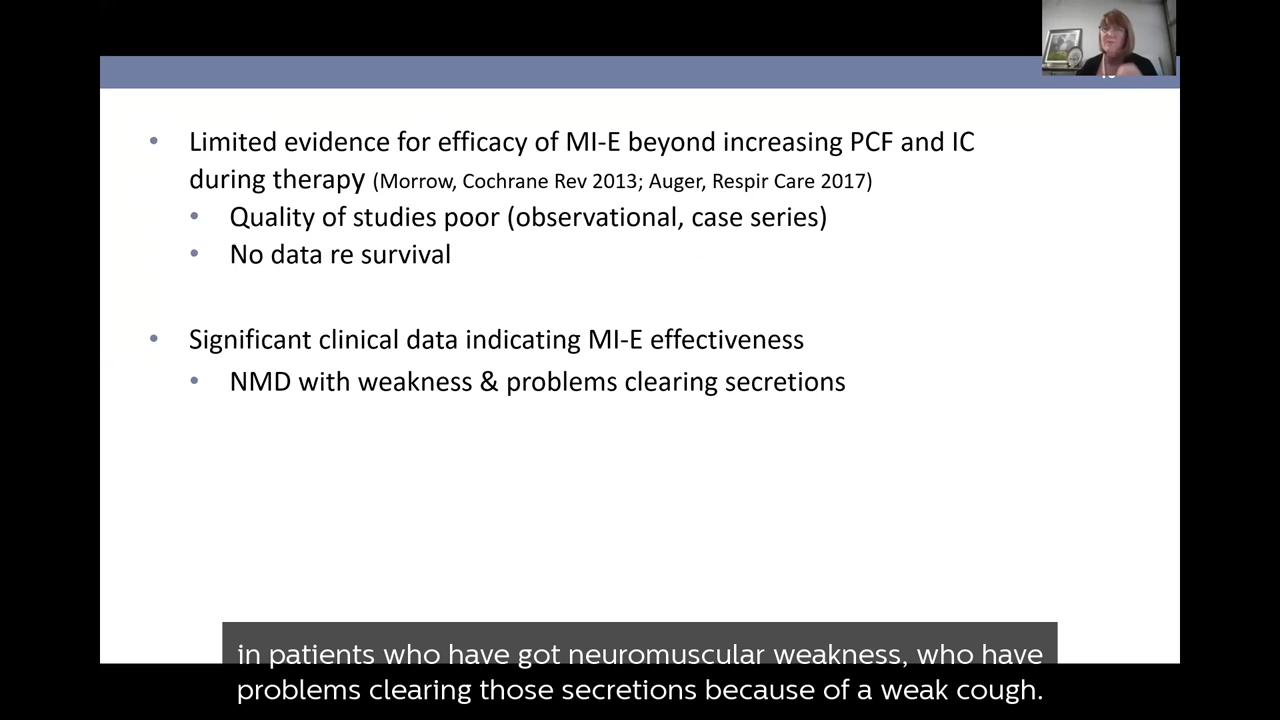 • Limited evidence for efficacy of MI-E beyond increasing PCF and IC
during therapy (Morrow, Cochrane Rev 2013; Auger, Respir Care 2017)
• Quality of studies poor (observational, case series)
• No data re survival
• Significant clinical data indicating MI-E effectiveness
• NMD with weakness & problems clearing secretions
in patients who have got neuromuscular weakness, who have
problems clearing those secretions because of a weak cough.